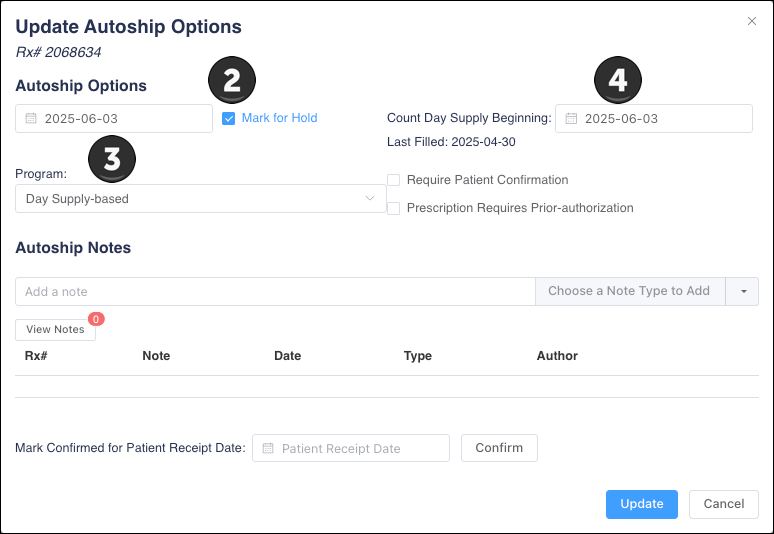 Update Autoship Options
Rx# 2068634
Autoship Options
2
4
2025-06-03 Mark for Hold Count Day Supply Beginning: 2025-06-03
Last Filled: 2025-04-30
3
Program:
Require Patient Confirmation
Day Supply-based
Prescription Requires Prior-authorization
Autoship Notes
Add a note Choose a Note Type to Add
View Notes 0
Rx# Note Date Type Author
Mark Confirmed for Patient Receipt Date: Patient Receipt Date Confirm
Update Cancel